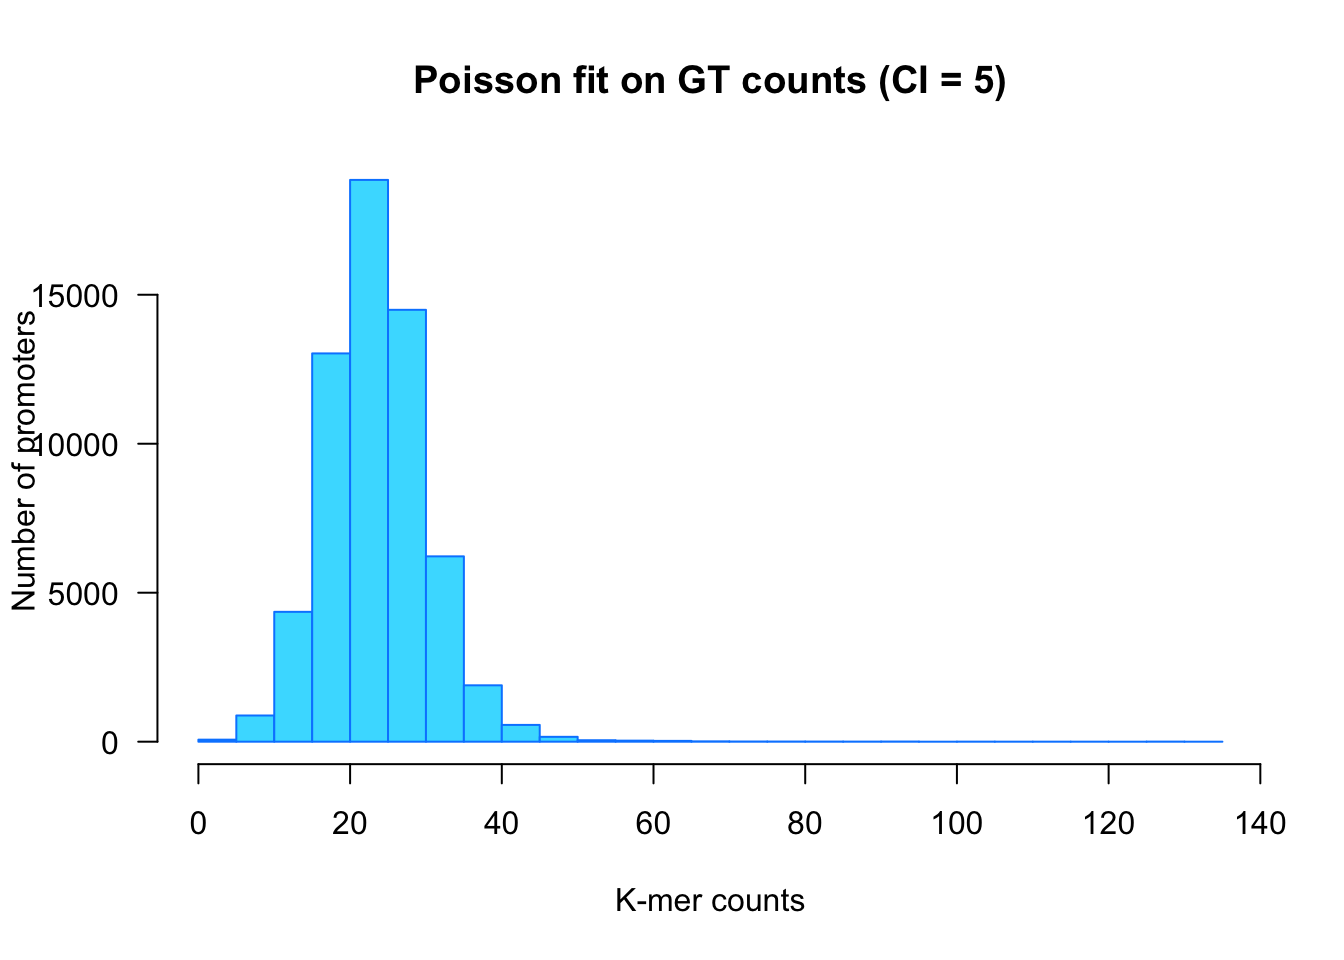 Poisson fit on GT counts (CI = 5)
Number of promoters
15000
10000
5000
0
0 20 40 60 80 100 120 140
K-mer counts